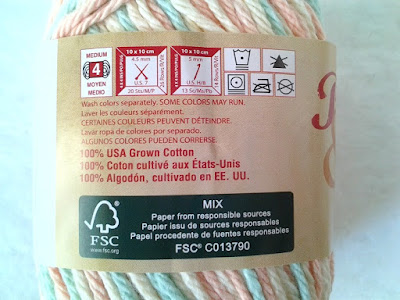 MEDIUM
4
MOYEN
MEDIO
10 x 10 cm
4.5 mm
U.S. 7
20 Sts/M/P
10 x 10 cm
5 mm
U.S. H/8
13 Sc/Ms/Pb
Wash colors separately. SOME COLORS MAY RUN.
Laver les couleurs séparément.
CERTAINES COULEURS PEUVENT DÉTEINDRE.
Lavar ropa de colores por separado.
ALGUNOS COLORES PUEDEN CORRERSE.
100% USA Grown Cotton
100% Coton cultivé aux États-Unis
100% Algodón, cultivado en EE. UU.
FSC
www.fsc.org
MIX
Paper from responsible sources
Papier issu de sources responsables
Papel procedente de fuentes responsables
FSC® C013790